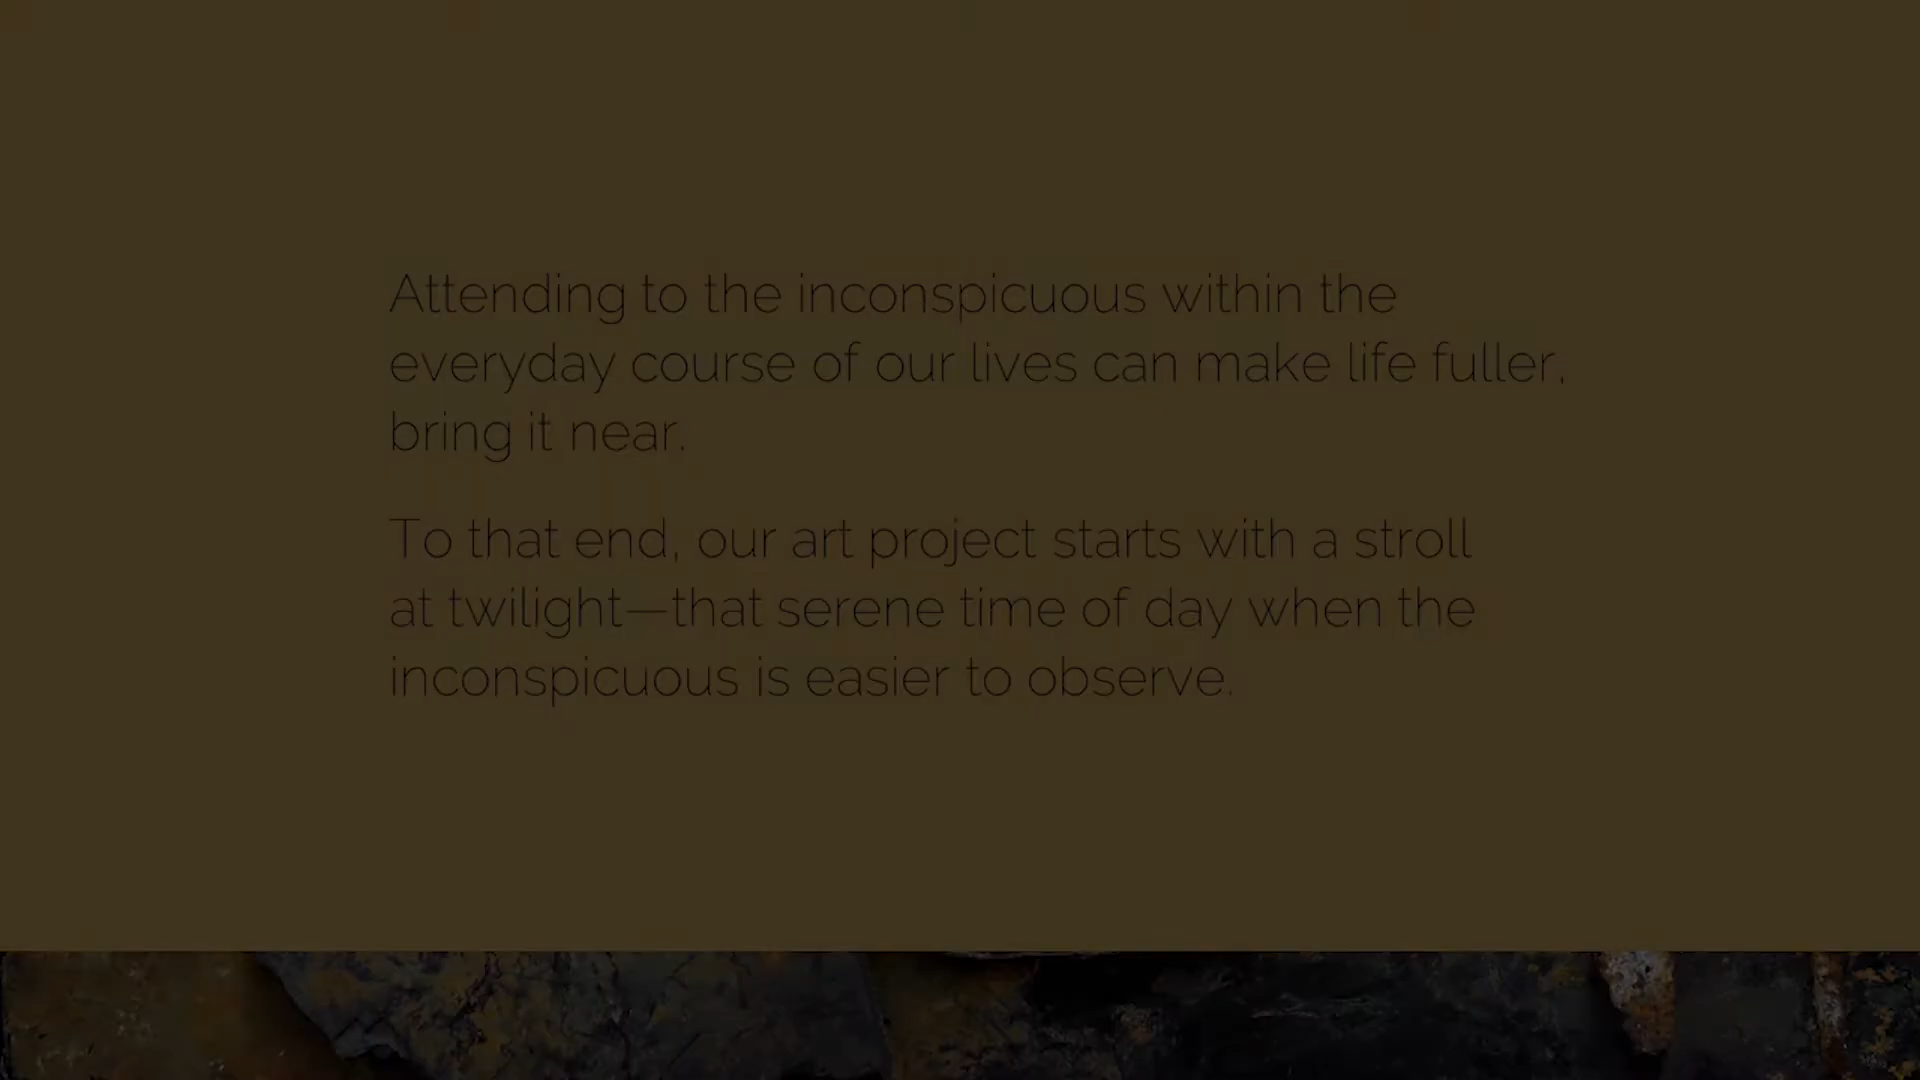 Attending to the inconspicuous within the
everyday course of our lives can make life fuller,
bring it near.
To that end, our art project starts with a stroll
at twilight—that serene time of day when the
inconspicuous is easier to observe.